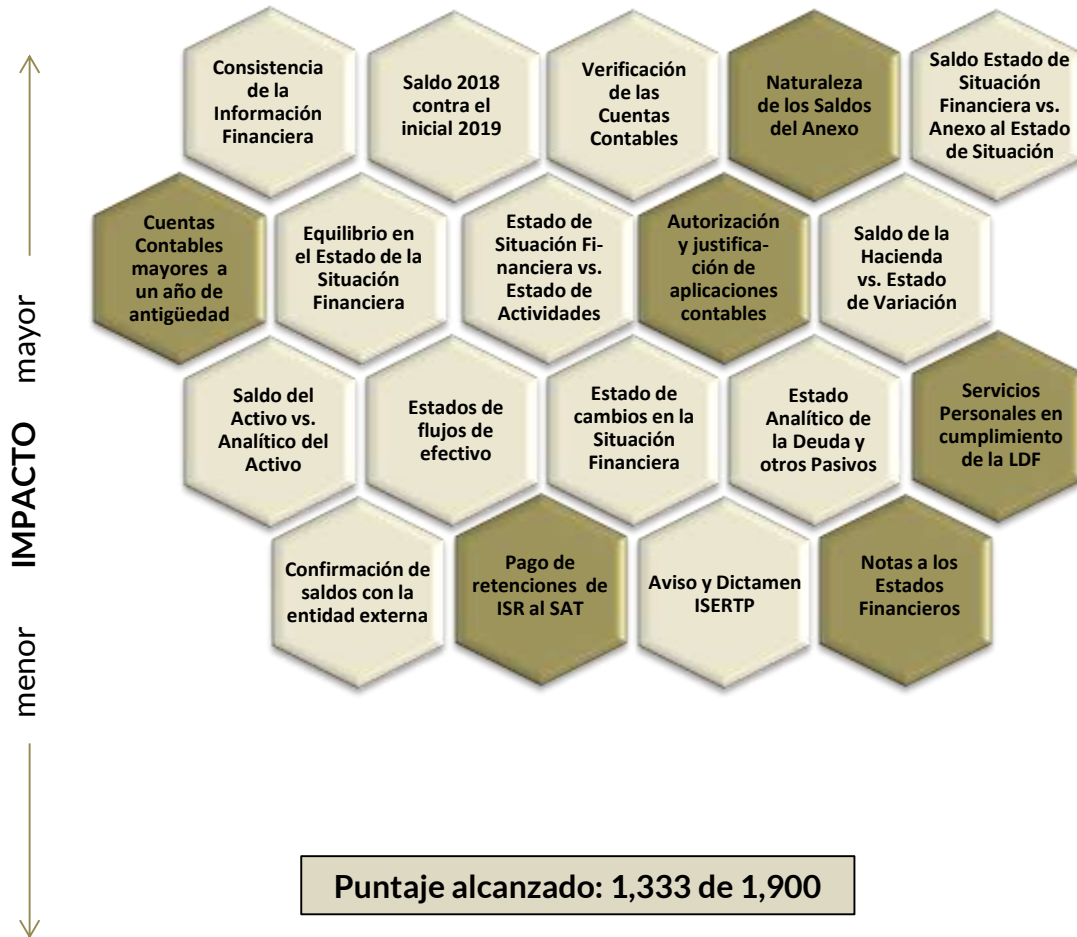 Consistencia
de la
Información
Financiera
Saldo 2018
contra el
inicial 2019
Verificación
de las
Cuentas
Contables
Naturaleza
de los Saldos
del Anexo
Saldo Estado de
Situación
Financiera vs.
Anexo al Estado
de Situación
Cuentas
Contables
mayores a
un año de
antigüedad
Equilibrio en
el Estado de la
Situación
Financiera
Estado de
Situación Fi-
nanciera vs.
Estado de
Actividades
Autorización
y justifica-
ción de
aplicaciones
contables
Saldo de la
Hacienda
vs. Estado
de Variación
Saldo del
Activo vs.
Analítico del
Activo
Estados de
flujos de
efectivo
Estado de
cambios en la
Situación
Financiera
Estado
Analítico de
la Deuda y
otros Pasivos
Servicios
Personales en
cumplimiento
de la LDF
Confirmación de
saldos con la
entidad externa
Pago de
retenciones de
ISR al SAT
Aviso y Dictamen
ISERTP
Notas a los
Estados
Financieros
menor IMPACTO mayor
Puntaje alcanzado: 1,333 de 1,900